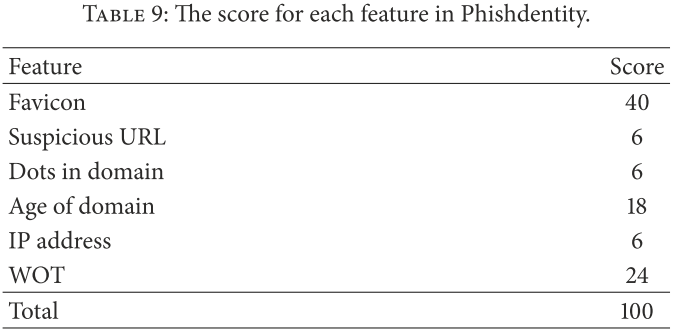 TABLE 9: The score for each feature in Phishdentity.
Feature Score
Favicon 40
Suspicious URL 6
Dots in domain 6
Age of domain 18
IP address 6
WOT 24
Total 100